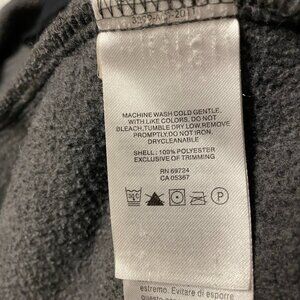 MACHINE WASH COLD GENTLE,
WITH LIKE COLORS, DO NOT
BLEACH,TUMBLE DRY LOW,REMOVE
PROMPTLY,DO NOT IRON,
DRYCLEANABLE
SHELL : 100% POLYESTER
EXCLUSIVE OF TRIMMING
RN 69724
CA 05367
P
estremo. Evitare di esporre